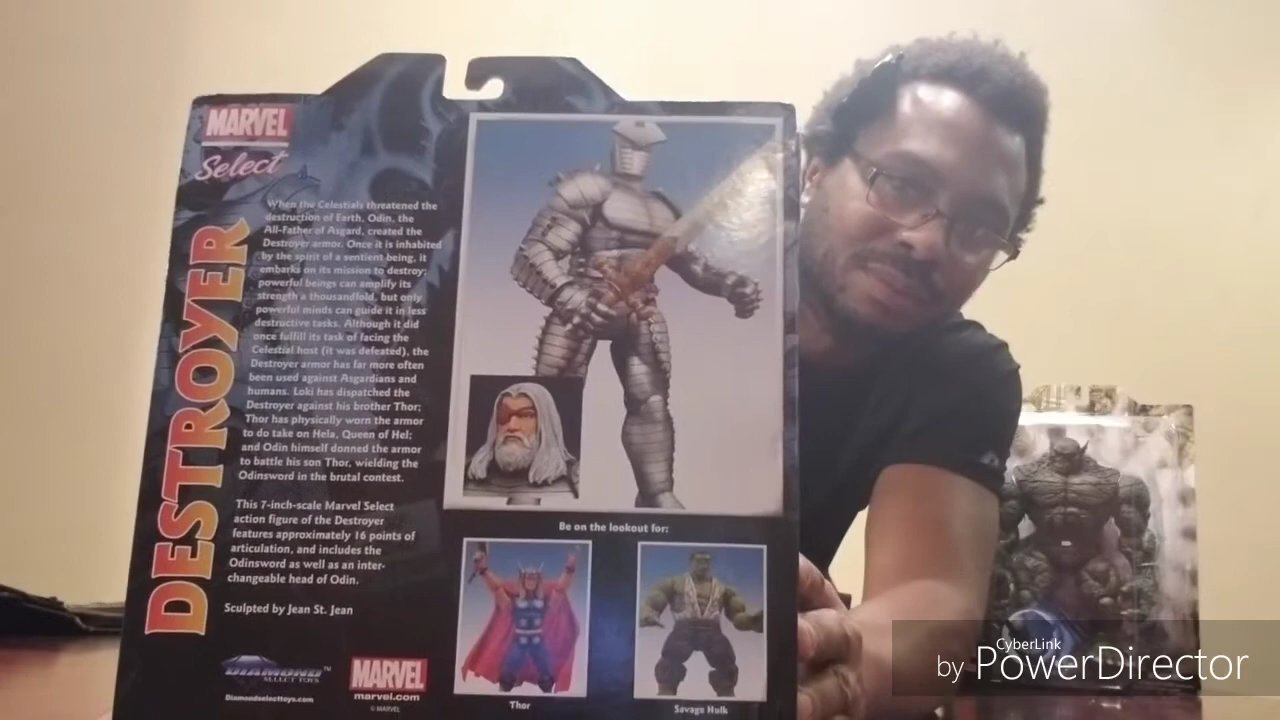 MARVEL
Select
DESTROYER
When the Celestials threatened the
destruction of Earth, Odin, the
All-Father of Asgard, created the
Destroyer armor. Once it is inhabited
by the spirit of a sentient being, it
embarks on its mission to destroy;
powerful beings can amplify its
strength a thousandfold, but only
powerful minds can guide it in less
destructive tasks. Although it did
once fulfill its task of facing the
Celestial host (it was defeated), the
Destroyer armor has far more often
been used against Asgardians and
humans. Loki has dispatched the
Destroyer against his brother Thor;
Thor has physically worn the armor
to do take on Hela, Queen of Hel;
and Odin himself donned the armor
to battle his son Thor, wielding the
Odinsword in the brutal contest.
This 7-inch-scale Marvel Select
action figure of the Destroyer
features approximately 16 points of
articulation, and includes the
Odinsword as well as an inter-
changeable head of Odin.
Sculpted by Jean St. Jean
DIAMOND™
SELECT TOYS
Diamondselecttoys.com
MARVEL
marvel.com
© MARVEL
Be on the lookout for:
Thor
Savage Hulk
CyberLink
by PowerDirector